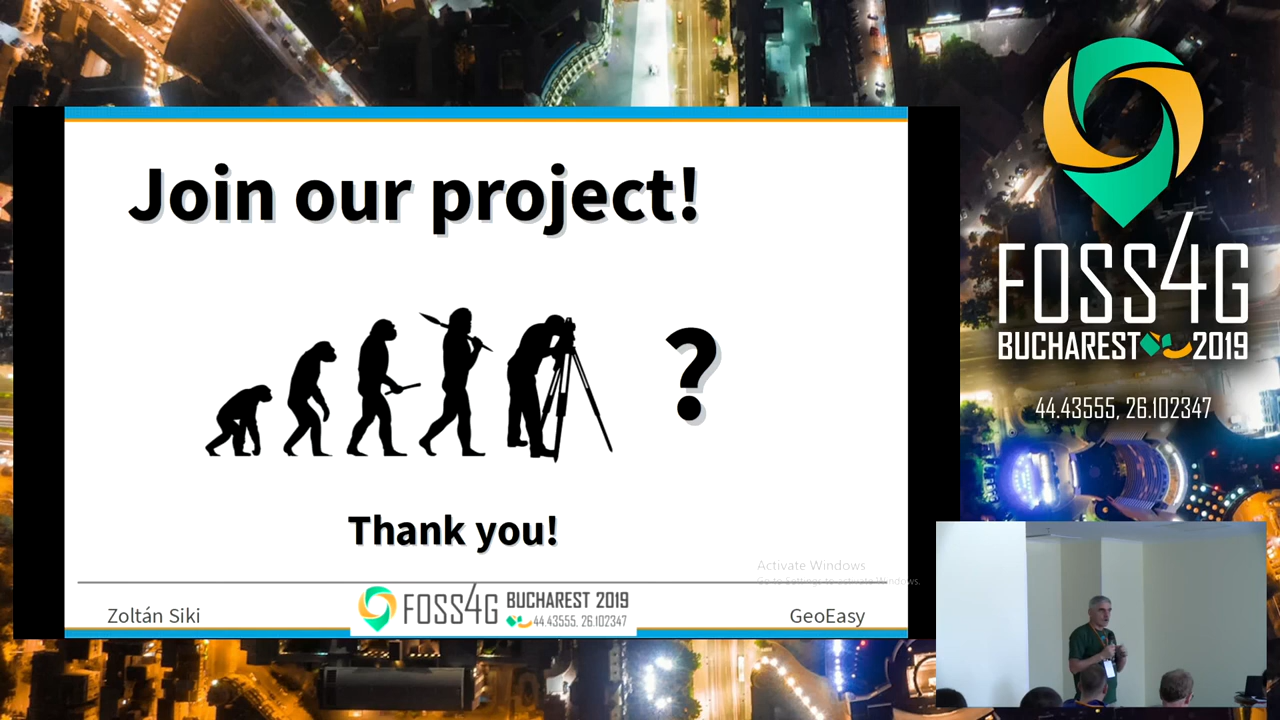 Join our project!
?
Thank you!
Activate Windows
Go to Settings to activate Windows.
Zoltán Siki
FOSS4G BUCHAREST 2019
44.43555, 26.102347
GeoEasy
FOSS4G
BUCHAREST 2019
44.43555, 26.102347